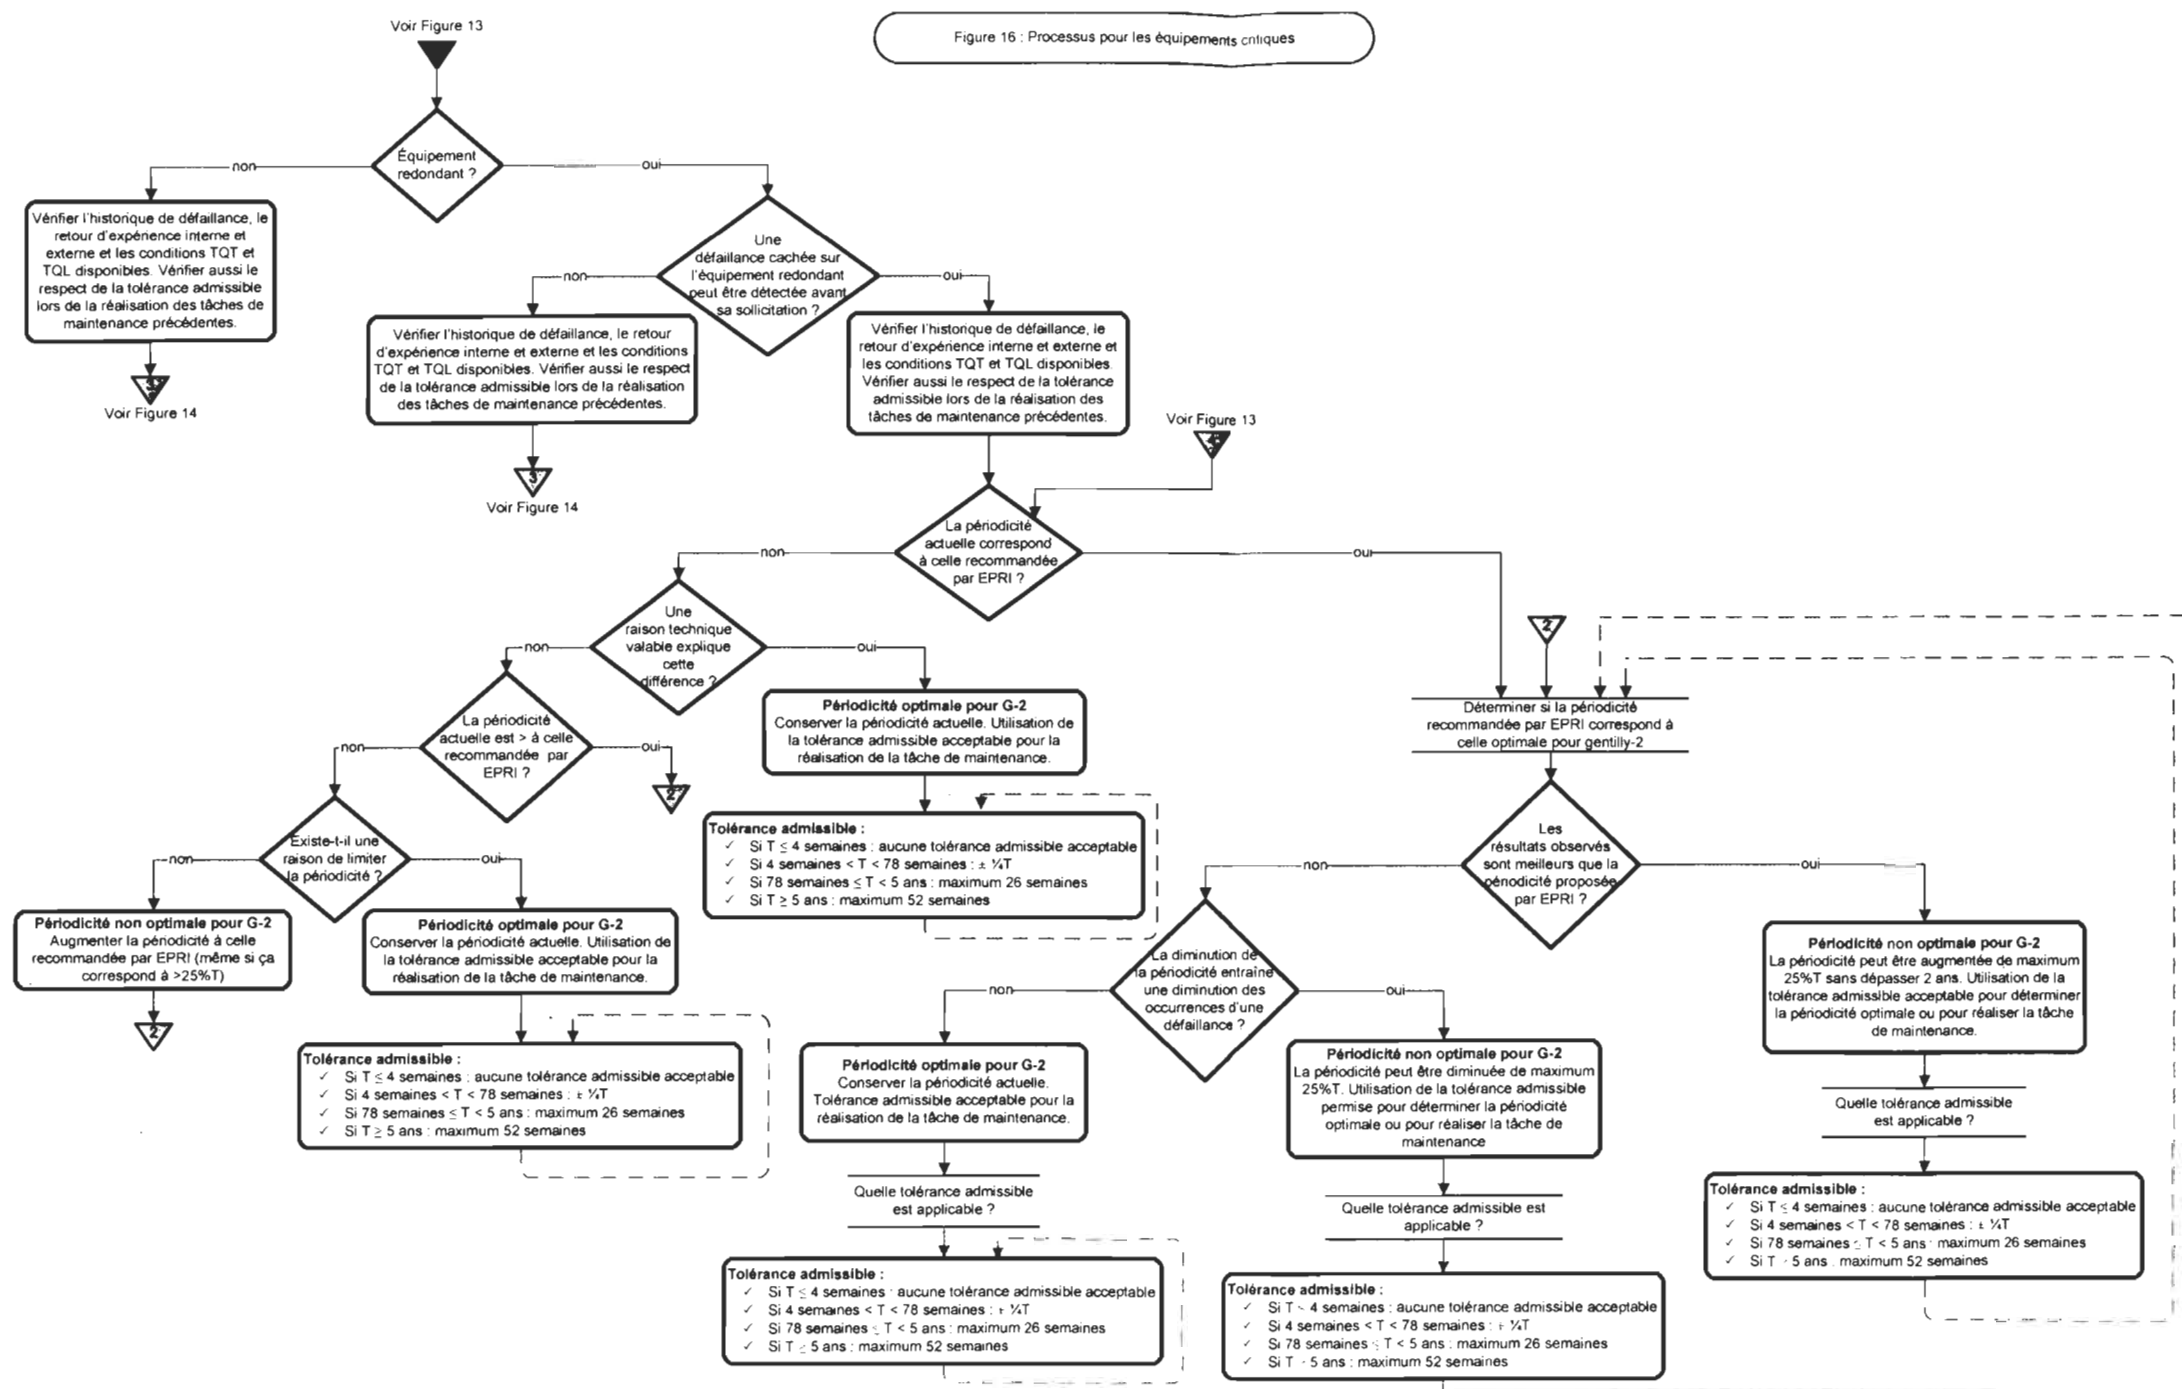 Voir Figure 13
Figure 16 : Processus pour les équipements critiques
Équipement
redondant ?
non
oui
Vérifier l'historique de défaillance, le
retour d'expérience interne et
externe et les conditions TQT et
TQL disponibles. Vérifier aussi le
respect de la tolérance admissible
lors de la réalisation des tâches de
maintenance précédentes.
3
Voir Figure 14
Une
défaillance cachée sur
l'équipement redondant
peut être détectée avant
sa sollicitation ?
non
oui
Vérifier l'historique de défaillance, le retour
d'expérience interne et externe et les conditions
TQT et TQL disponibles. Vérifier aussi le respect
de la tolérance admissible lors de la réalisation
des tâches de maintenance précédentes.
3
Voir Figure 14
Vérifier l'historique de défaillance, le
retour d'expérience interne et externe et
les conditions TQT et TQL disponibles.
Vérifier aussi le respect de la tolérance
admissible lors de la réalisation des
tâches de maintenance précédentes.
Voir Figure 13
La périodicité
actuelle correspond
à celle recommandée
par EPRI ?
non
oui
Une
raison technique
valable explique
cette
différence ?
non
oui
La périodicité
actuelle est > à celle
recommandée par
EPRI ?
non
oui
2
Périodicité optimale pour G-2
Conserver la périodicité actuelle. Utilisation de
la tolérance admissible acceptable pour la
réalisation de la tâche de maintenance.
Tolérance admissible :
✓ Si T ≤ 4 semaines : aucune tolérance admissible acceptable
✓ Si 4 semaines < T < 78 semaines : ± ¼T
✓ Si 78 semaines ≤ T < 5 ans : maximum 26 semaines
✓ Si T ≥ 5 ans : maximum 52 semaines
Existe-t-il une
raison de limiter
la périodicité ?
non
oui
Périodicité non optimale pour G-2
Augmenter la périodicité à celle
recommandée par EPRI (même si ça
correspond à >25%T)
2
Périodicité optimale pour G-2
Conserver la périodicité actuelle. Utilisation de
la tolérance admissible acceptable pour la
réalisation de la tâche de maintenance.
Tolérance admissible :
✓ Si T ≤ 4 semaines : aucune tolérance admissible acceptable
✓ Si 4 semaines < T < 78 semaines : ± ¼T
✓ Si 78 semaines ≤ T < 5 ans : maximum 26 semaines
✓ Si T ≥ 5 ans : maximum 52 semaines
2
Déterminer si la périodicité
recommandée par EPRI correspond à
celle optimale pour gentilly-2
Les
résultats observés
sont meilleurs que la
périodicité proposée
par EPRI ?
non
oui
La diminution de
la périodicité entraîne
une diminution des
occurrences d'une
défaillance ?
non
oui
Périodicité optimale pour G-2
Conserver la périodicité actuelle.
Tolérance admissible acceptable pour la
réalisation de la tâche de maintenance.
Quelle tolérance admissible
est applicable ?
Tolérance admissible :
✓ Si T ≤ 4 semaines : aucune tolérance admissible acceptable
✓ Si 4 semaines < T < 78 semaines : ± ¼T
✓ Si 78 semaines ≤ T < 5 ans : maximum 26 semaines
✓ Si T ≥ 5 ans : maximum 52 semaines
Périodicité non optimale pour G-2
La périodicité peut être diminuée de maximum
25%T. Utilisation de la tolérance admissible
permise pour déterminer la périodicité
optimale ou pour réaliser la tâche de
maintenance
Quelle tolérance admissible est
applicable ?
Tolérance admissible :
✓ Si T 4 semaines : aucune tolérance admissible acceptable
✓ Si 4 semaines < T < 78 semaines : ± ¼T
✓ Si 78 semaines ≤ T < 5 ans : maximum 26 semaines
✓ Si T 5 ans : maximum 52 semaines
Périodicité non optimale pour G-2
La périodicité peut être augmentée de maximum
25%T sans dépasser 2 ans. Utilisation de la
tolérance admissible acceptable pour déterminer
la périodicité optimale ou pour réaliser la tâche
de maintenance.
Quelle tolérance admissible
est applicable ?
Tolérance admissible :
✓ Si T ≤ 4 semaines : aucune tolérance admissible acceptable
✓ Si 4 semaines < T < 78 semaines : ± ¼T
✓ Si 78 semaines ≤ T < 5 ans : maximum 26 semaines
✓ Si T 5 ans : maximum 52 semaines